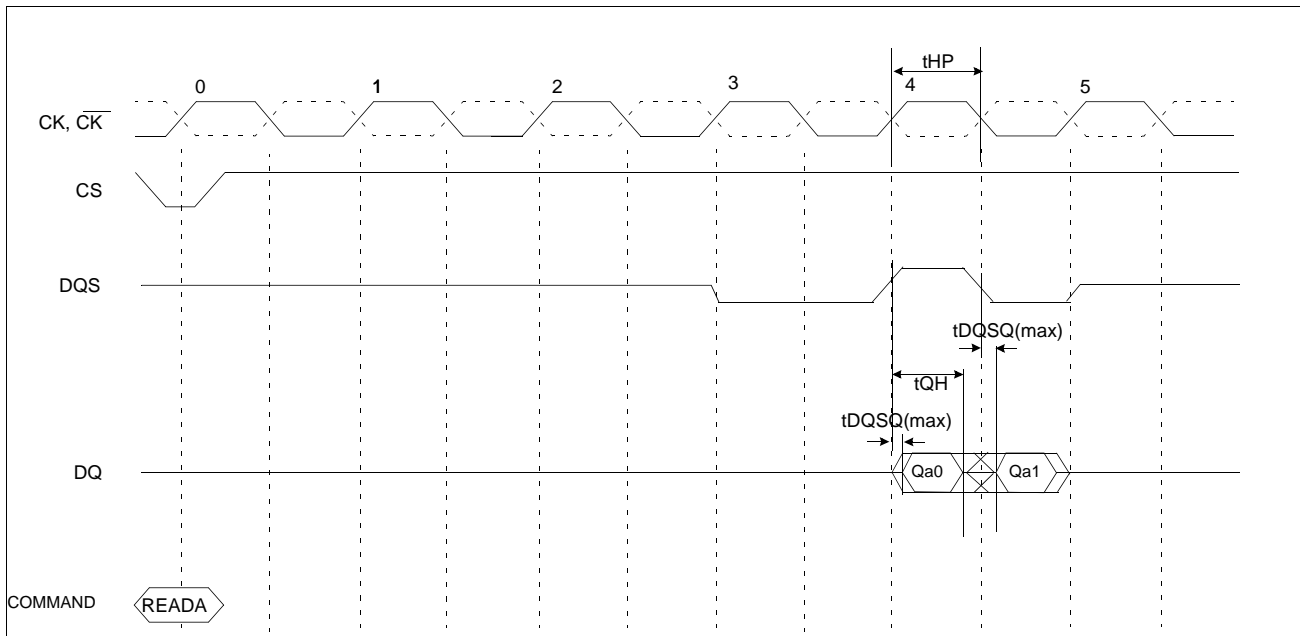 tHP
0 1 2 3 4 5
CK, C̅K̅
CS
DQS
tDQSQ(max)
tQH
tDQSQ(max)
DQ
Qa0 Qa1
COMMAND
READA